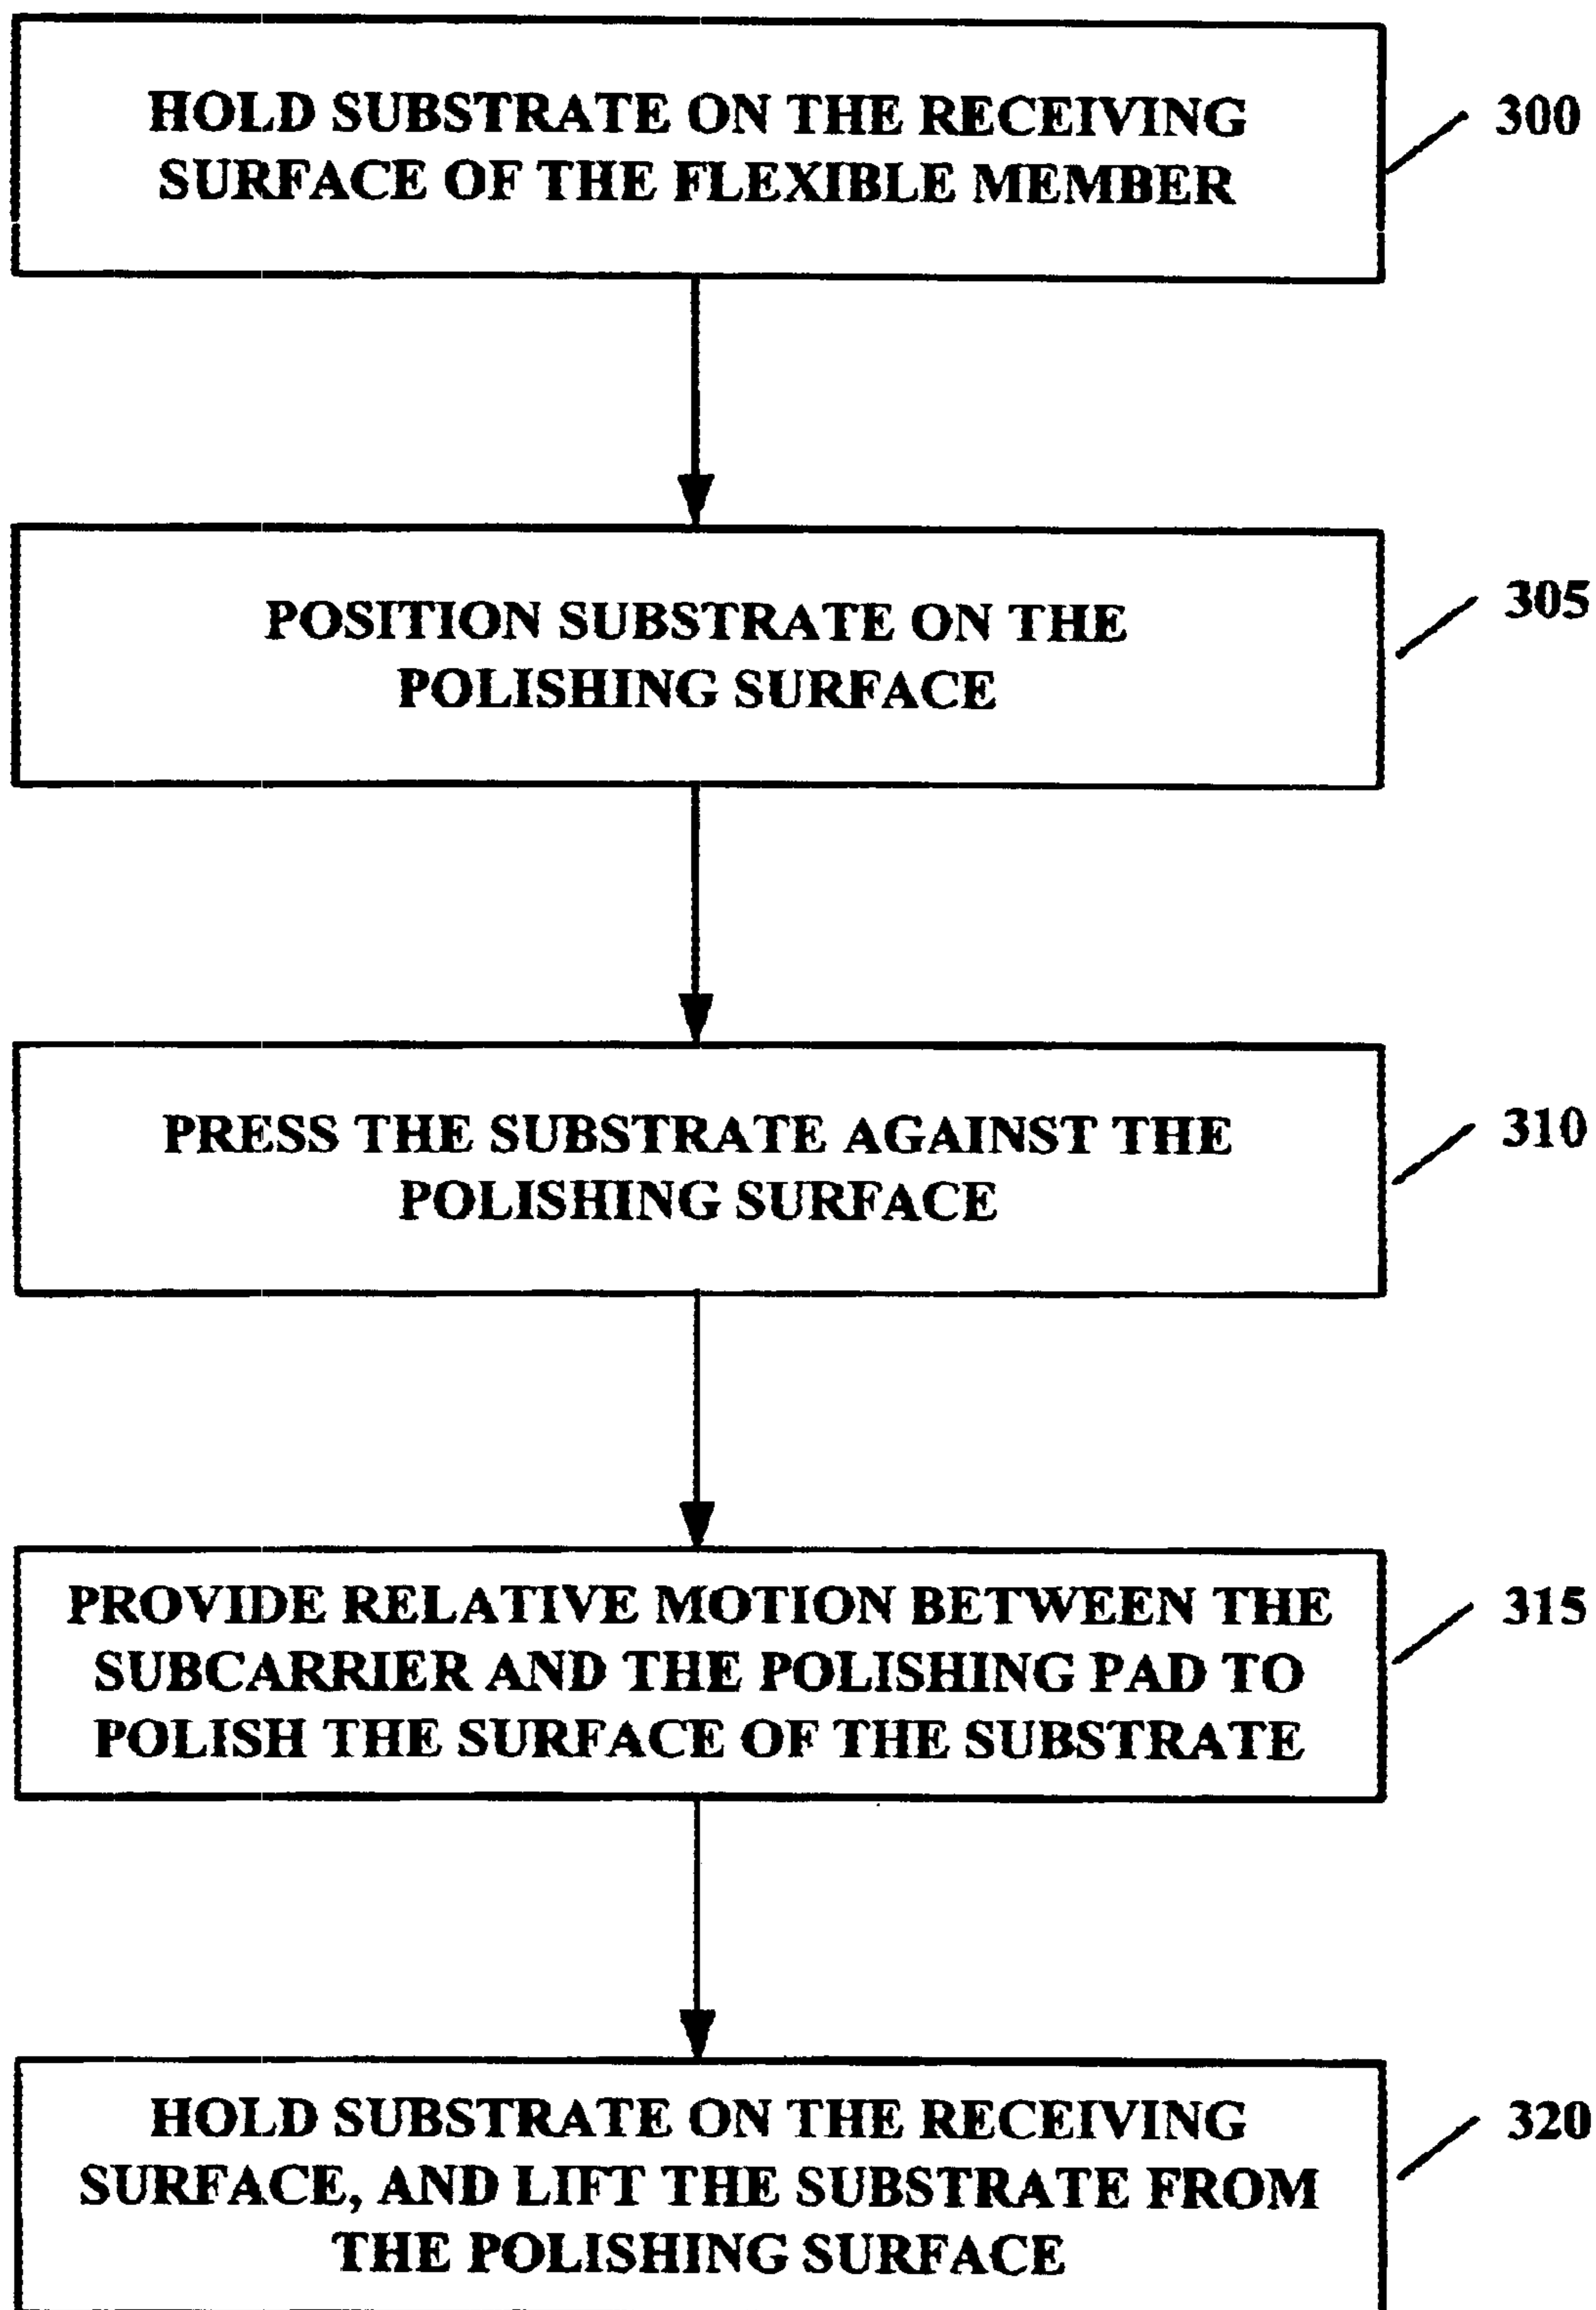 HOLD SUBSTRATE ON THE RECEIVING
SURFACE OF THE FLEXIBLE MEMBER
300
POSITION SUBSTRATE ON THE
POLISHING SURFACE
305
PRESS THE SUBSTRATE AGAINST THE
POLISHING SURFACE
310
PROVIDE RELATIVE MOTION BETWEEN THE
SUBCARRIER AND THE POLISHING PAD TO
POLISH THE SURFACE OF THE SUBSTRATE
315
HOLD SUBSTRATE ON THE RECEIVING
SURFACE, AND LIFT THE SUBSTRATE FROM
THE POLISHING SURFACE
320